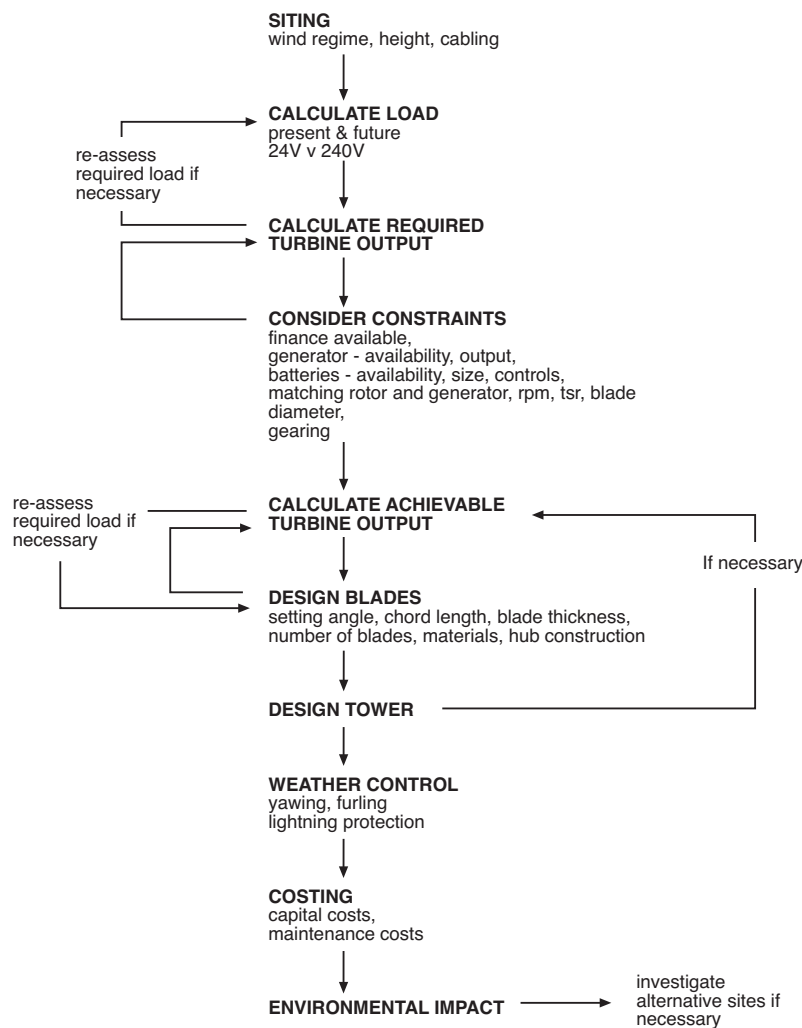 SITING
wind regime, height, cabling
CALCULATE LOAD
present & future
24V v 240V
re-assess
required load if
necessary
CALCULATE REQUIRED
TURBINE OUTPUT
CONSIDER CONSTRAINTS
finance available,
generator - availability, output,
batteries - availability, size, controls,
matching rotor and generator, rpm, tsr, blade
diameter,
gearing
re-assess
required load if
necessary
CALCULATE ACHIEVABLE
TURBINE OUTPUT
If necessary
DESIGN BLADES
setting angle, chord length, blade thickness,
number of blades, materials, hub construction
DESIGN TOWER
WEATHER CONTROL
yawing, furling
lightning protection
COSTING
capital costs,
maintenance costs
ENVIRONMENTAL IMPACT
investigate
alternative sites if
necessary